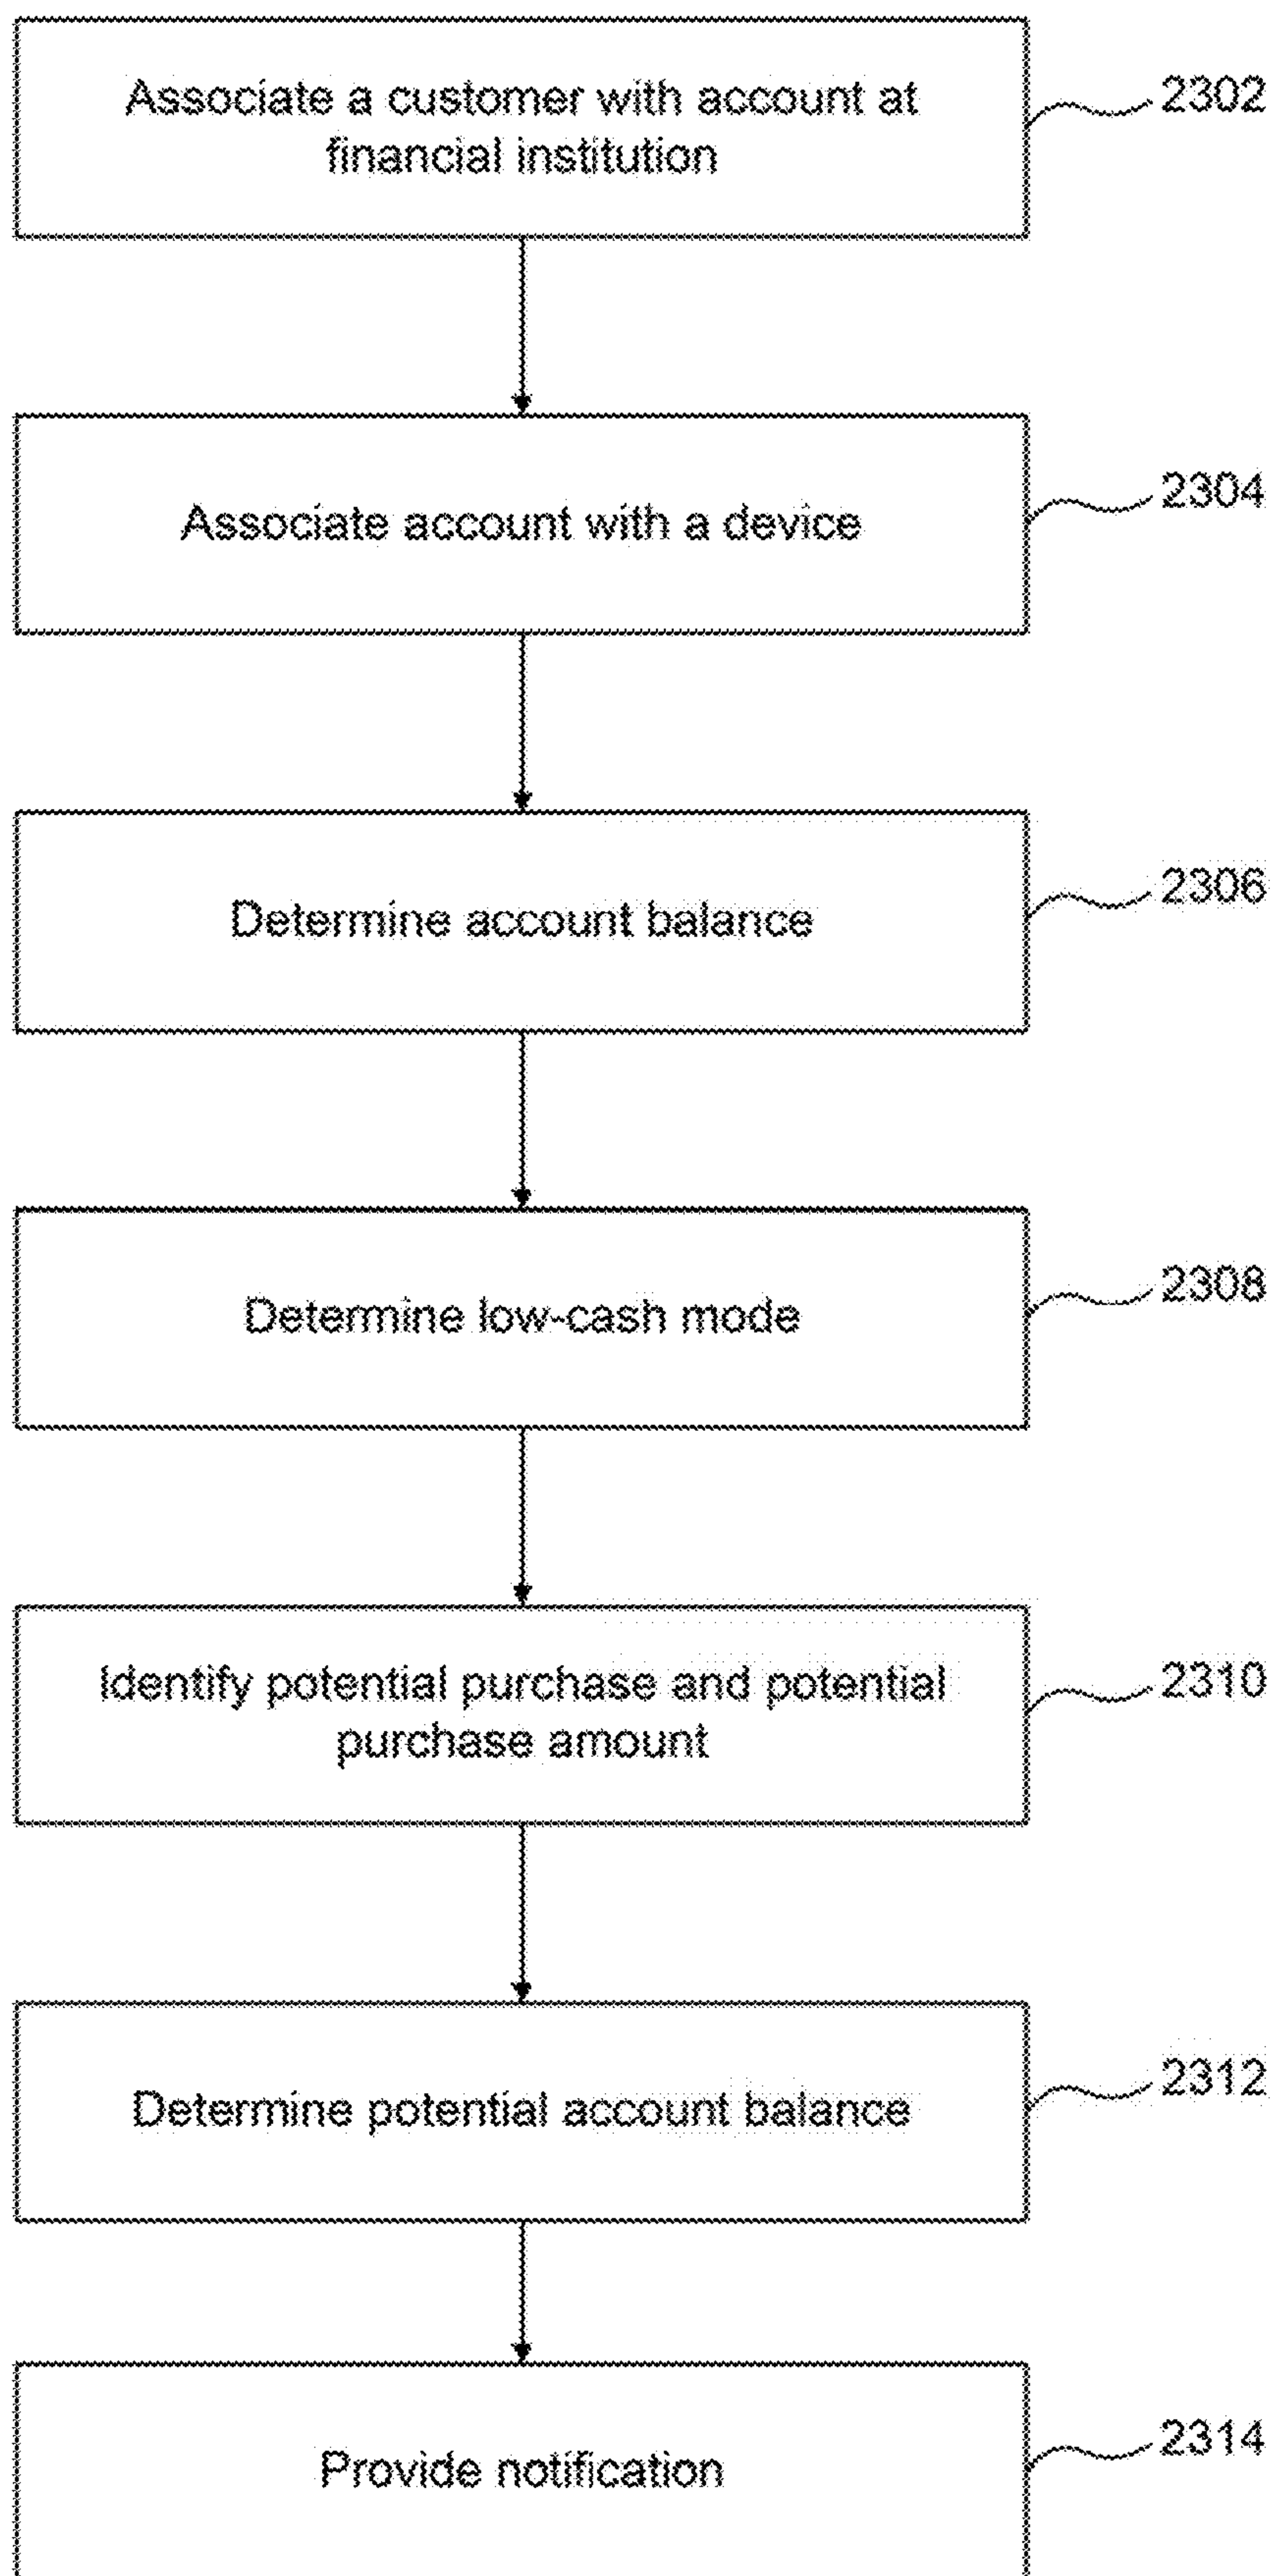 Associate a customer with account at
financial institution
2302
Associate account with a device
2304
Determine account balance
2306
Determine low-cash mode
2308
Identify potential purchase and potential
purchase amount
2310
Determine potential account balance
2312
Provide notification
2314